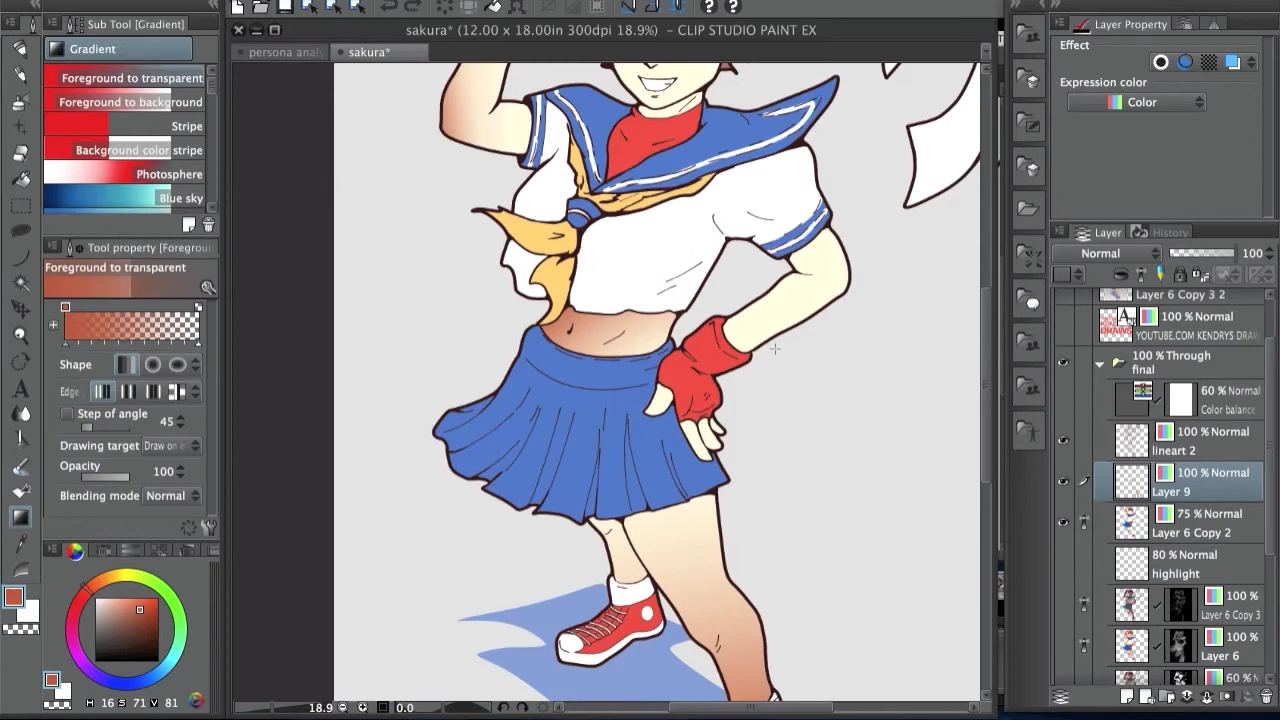 Sub Tool [Gradient]
Gradient
Foreground to transparent
Foreground to background
Stripe
Background color stripe
Photosphere
Blue sky
Tool property [Foregrou
Foreground to transparent
Shape
Edge
Step of angle
45
Drawing target Draw on e
Opacity
100
Blending mode Normal
H 16 S 71 V 81
sakura* (12.00 x 18.00in 300dpi 18.9%) - CLIP STUDIO PAINT EX
persona anal
sakura*
18.9
0.0
Layer Property
Effect
Expression color
Color
Layer
History
Normal
100
Layer 6 Copy 3 2
100 % Normal
YOUTUBE.COM KENDRYS DRAW
100 % Through
final
60 % Normal
Color balance
100 % Normal
lineart 2
100 % Normal
Layer 9
75 % Normal
Layer 6 Copy 2
80 % Normal
highlight
100 %
Layer 6 Copy 3
100 %
Layer 6
60 %